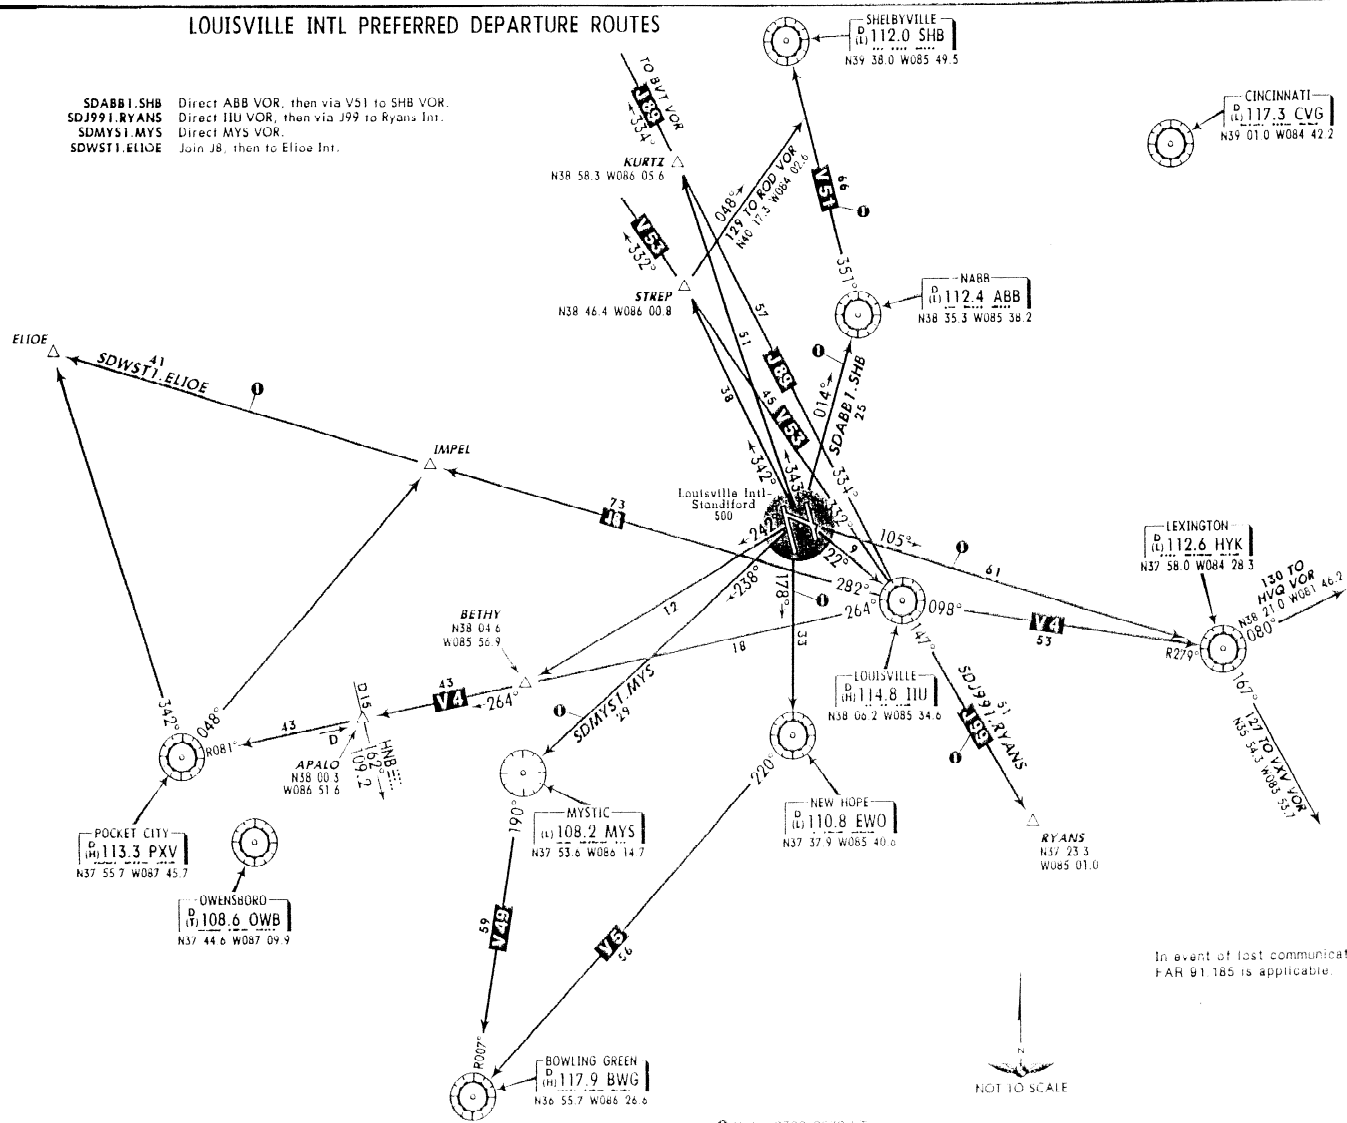 LOUISVILLE INTL PREFERRED DEPARTURE ROUTES
SDABB1.SHB Direct ABB VOR, then via V51 to SHB VOR.
SDJ991.RYANS Direct IIU VOR, then via J99 to Ryans Int.
SDMYS1.MYS Direct MYS VOR.
SDWST1.ELIOE Join J8, then to Elioe Int.
SHELBYVILLE
D
(L) 112.0 SHB
N39 38.0 W085 49.5
CINCINNATI
D
(L) 117.3 CVG
N39 01.0 W084 42.2
TO BVT VOR
J89
334°
KURTZ
N38 58.3 W086 05.6
V53
332°
048°
129 TO ROD VOR
N40 17.3 W084 02.6
V51
66
351°
STREP
N38 46.4 W086 00.8
NABB
D
(L) 112.4 ABB
N38 35.3 W085 38.2
57
51
J89
38
45
V53
014°
SDABB1.SHB
25
ELIOE
41
SDWST1.ELIOE
IMPEL
342°
343°
334°
332°
Louisville Intl-
Standiford
500
73
J8
242°
238°
178°
122°
9
105°
61
282°
264°
LEXINGTON
D
(L) 112.6 HYK
N37 58.0 W084 28.3
130 TO
HVQ VOR
N38 21.0 W081 46.2
080°
098°
V4
53
R279°
147°
167°
127 TO VXV VOR
N35 54.3 W083 53.7
BETHY
N38 04.6
W085 56.9
12
18
33
LOUISVILLE
D
(H) 114.8 IIU
N38 06.2 W085 34.6
SDJ991.RYANS
51
J99
43
V4
264°
SDMYS1.MYS
29
D15
342°
048°
R081°
43
D
APALO
N38 00.3
W086 51.6
HNB
162°
109.2
POCKET CITY
D
(H) 113.3 PXV
N37 55.7 W087 45.7
OWENSBORO
D
(T) 108.6 OWB
N37 44.6 W087 09.9
MYSTIC
(L) 108.2 MYS
N37 53.6 W086 14.7
190°
220°
NEW HOPE
D
(L) 110.8 EWO
N37 37.9 W085 40.6
RYANS
N37 23.3
W085 01.0
59
V49
V5
56
R007°
BOWLING GREEN
D
(H) 117.9 BWG
N36 55.7 W086 26.6
In event of lost communicat
FAR 91.185 is applicable.
N
NOT TO SCALE